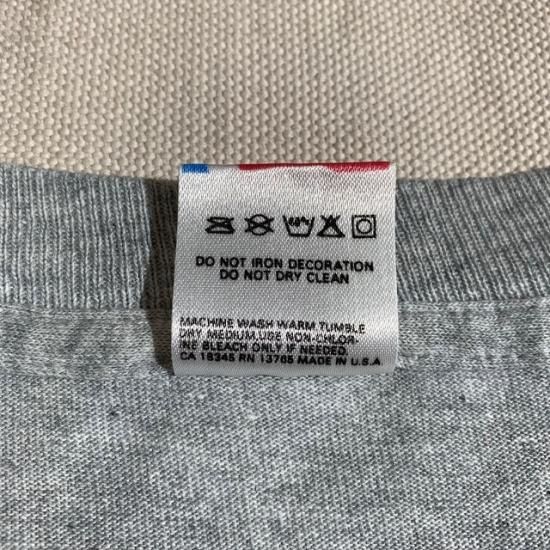 DO NOT IRON DECORATION
DO NOT DRY CLEAN
MACHINE WASH WARM TUMBLE
DRY MEDIUM,USE NON-CHLOR-
INE BLEACH ONLY IF NEEDED.
CA 18345 RN 13765 MADE IN U.S.A